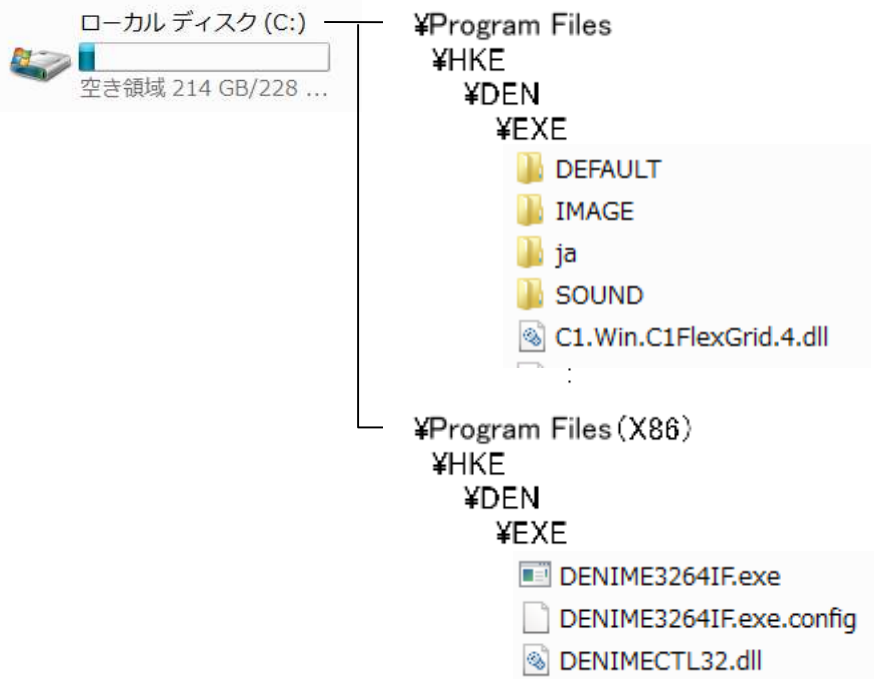 ローカル ディスク (C:)
空き領域 214 GB/228 ...
¥Program Files
¥HKE
¥DEN
¥EXE
DEFAULT
IMAGE
ja
SOUND
C1.Win.C1FlexGrid.4.dll
:
¥Program Files(X86)
¥HKE
¥DEN
¥EXE
DENIME3264IF.exe
DENIME3264IF.exe.config
DENIMECTL32.dll